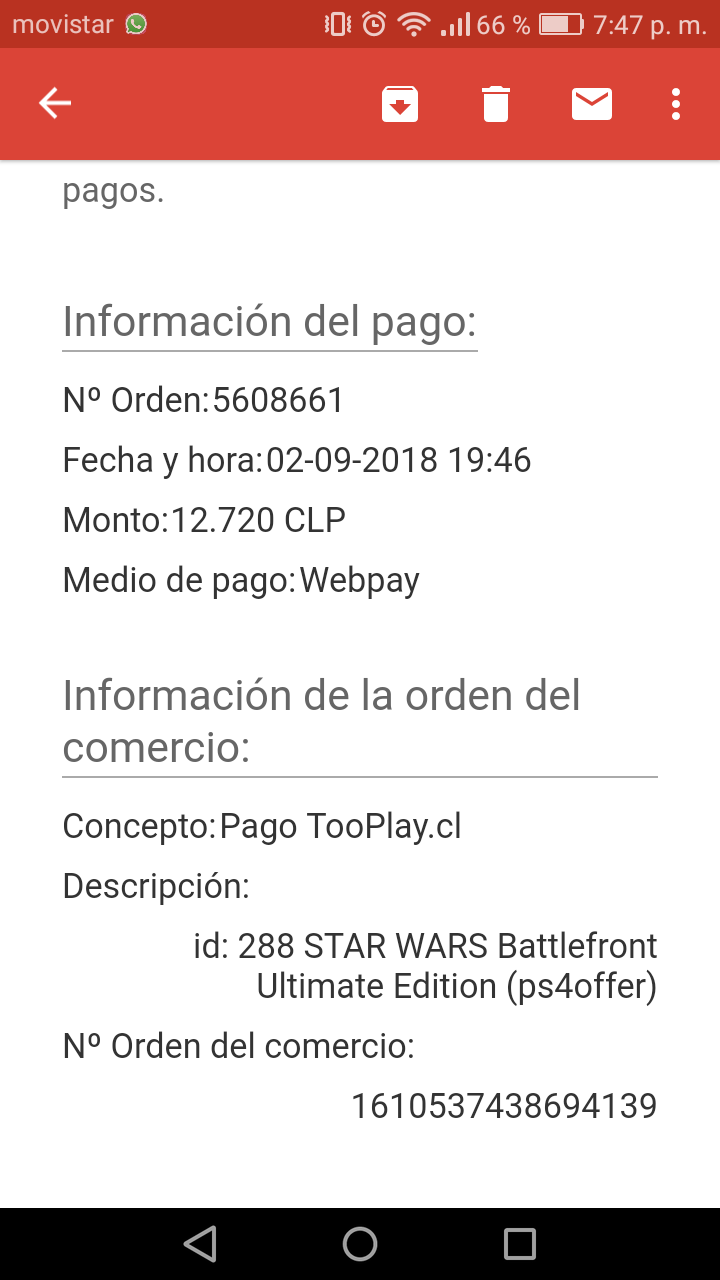 movistar 66 % 7:47 p. m.
pagos.
Información del pago:
Nº Orden:5608661
Fecha y hora:02-09-2018 19:46
Monto:12.720 CLP
Medio de pago:Webpay
Información de la orden del
comercio:
Concepto:Pago TooPlay.cl
Descripción:
id: 288 STAR WARS Battlefront
Ultimate Edition (ps4offer)
Nº Orden del comercio:
1610537438694139